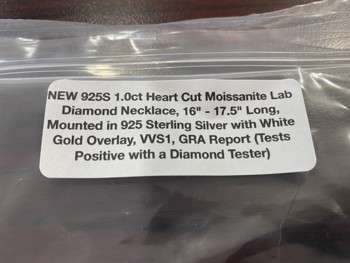 NEW 925S 1.0ct Heart Cut Moissanite Lab
Diamond Necklace, 16" - 17.5" Long,
Mounted in 925 Sterling Silver with White
Gold Overlay, VVS1, GRA Report (Tests
Positive with a Diamond Tester)